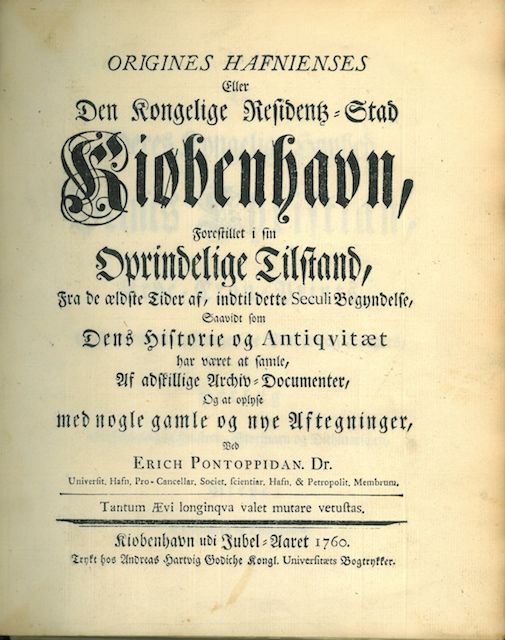 ORIGINES HAFNIENSES
Eller
Den Kongelige Residentz-Stad
Kiøbenhavn,
Forestillet i sin
Oprindelige Tilstand,
Fra de ældste Tider af, indtil dette Seculi Begyndelse,
Saavidt som
Dens Historie og Antiqvitæt
har været at samle,
Af adskillige Archiv-Documenter,
Og at oplyse
med nogle gamle og nye Aftegninger,
Ved
ERICH PONTOPPIDAN. Dr.
Universit. Hafn. Pro-Cancellar. Societ. scientiar. Hafn. & Petropolit. Membrum.
Tantum Ævi longinqva valet mutare vetustas.
Kiøbenhavn udi Jubel-Aaret 1760.
Trykt hos Andreas Hartvig Godiche Kongl. Universitæts Bogtrykker.